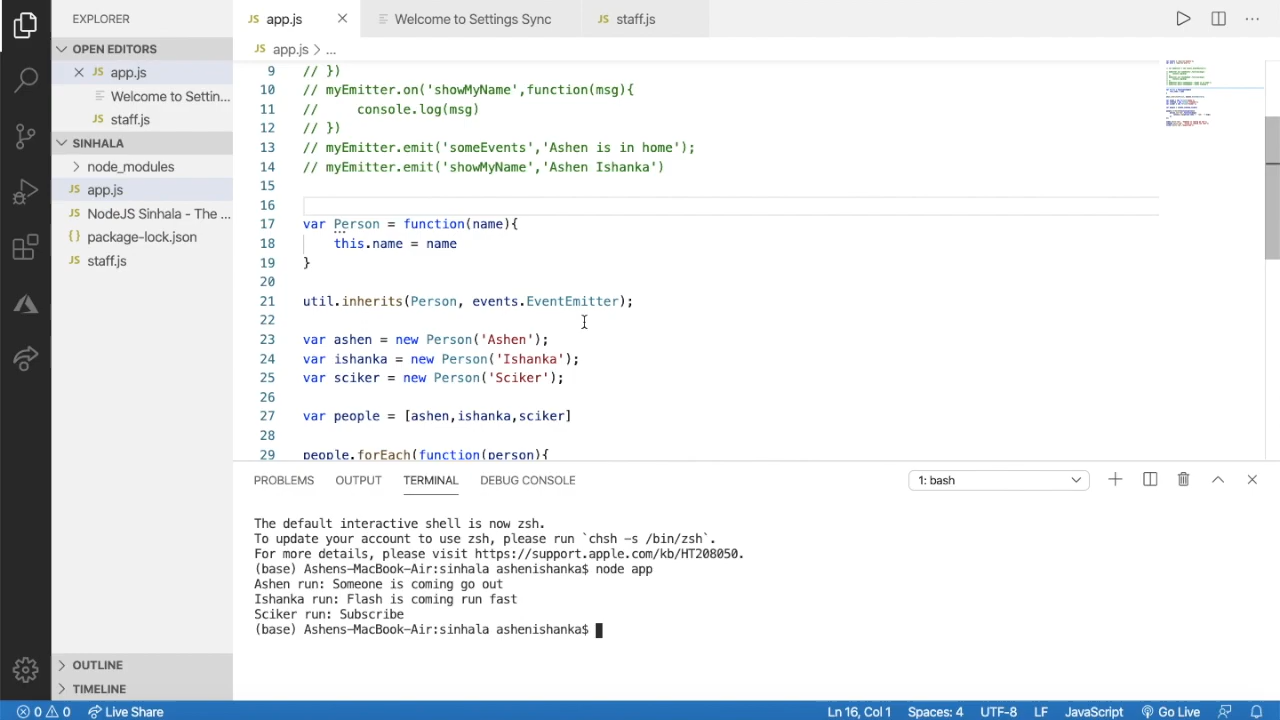 EXPLORER
OPEN EDITORS
JS app.js
Welcome to Settin...
JS staff.js
SINHALA
node_modules
JS app.js
JS NodeJS Sinhala - The ...
{} package-lock.json
JS staff.js
OUTLINE
TIMELINE
JS app.js
Welcome to Settings Sync
JS staff.js
JS app.js > ...
9 // })
10 // myEmitter.on('showMyName',function(msg){
11 //     console.log(msg)
12 // })
13 // myEmitter.emit('someEvents','Ashen is in home');
14 // myEmitter.emit('showMyName','Ashen Ishanka')
15
16
17 var Person = function(name){
18     this.name = name
19 }
20
21 util.inherits(Person, events.EventEmitter);
22
23 var ashen = new Person('Ashen');
24 var ishanka = new Person('Ishanka');
25 var sciker = new Person('Sciker');
26
27 var people = [ashen,ishanka,sciker]
28
29 people.forEach(function(person){
PROBLEMS OUTPUT TERMINAL DEBUG CONSOLE 1: bash
The default interactive shell is now zsh.
To update your account to use zsh, please run `chsh -s /bin/zsh`.
For more details, please visit https://support.apple.com/kb/HT208050.
(base) Ashens-MacBook-Air:sinhala ashenishanka$ node app
Ashen run: Someone is coming go out
Ishanka run: Flash is coming run fast
Sciker run: Subscribe
(base) Ashens-MacBook-Air:sinhala ashenishanka$
0 0 Live Share Ln 16, Col 1 Spaces: 4 UTF-8 LF JavaScript Go Live